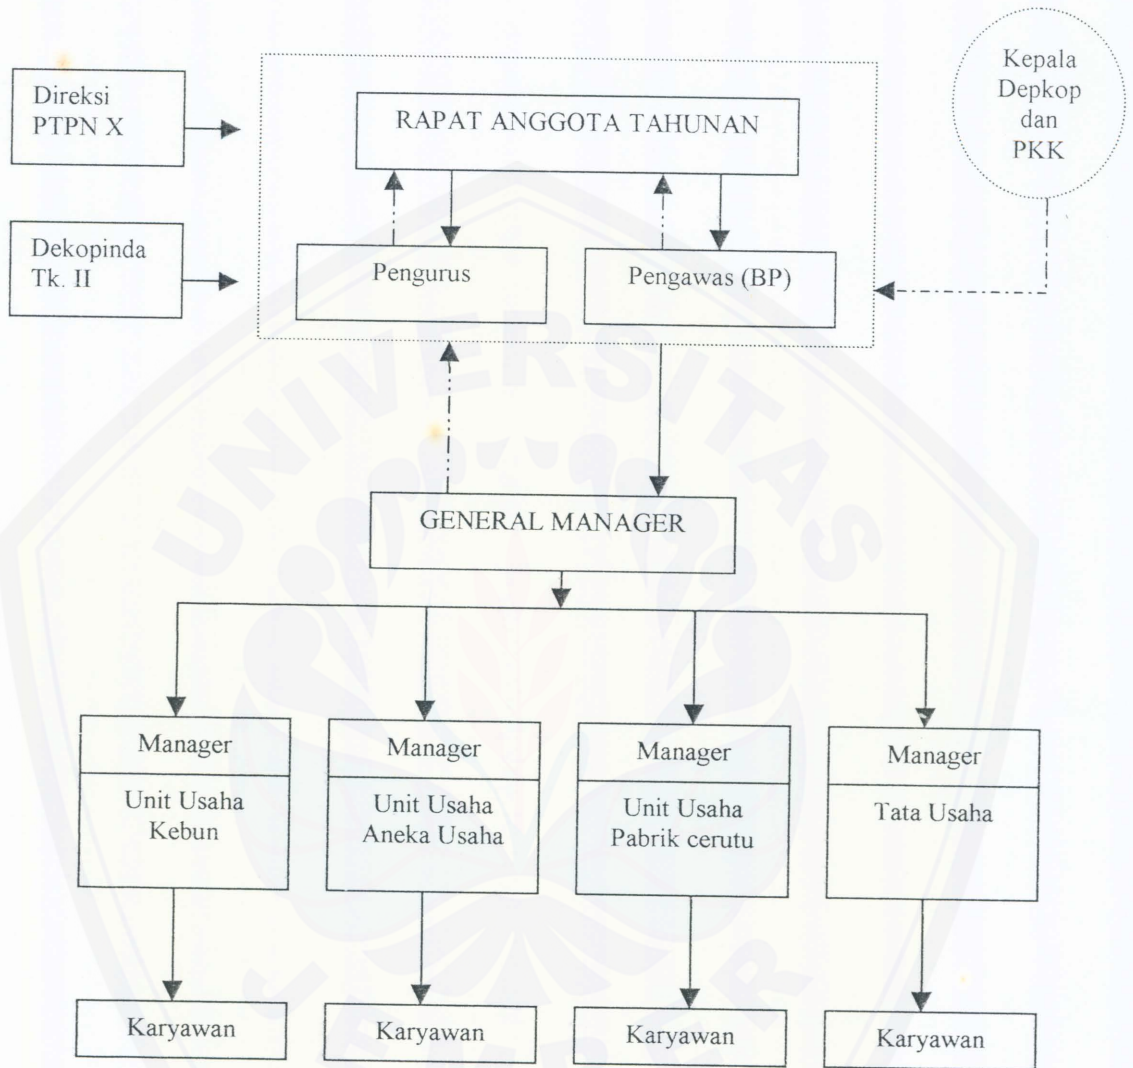 Direksi
PTPN X
RAPAT ANGGOTA TAHUNAN
Kepala
Depkop
dan
PKK
Dekopinda
Tk. II
Pengurus
Pengawas (BP)
GENERAL MANAGER
Manager
Unit Usaha
Kebun
Manager
Unit Usaha
Aneka Usaha
Manager
Unit Usaha
Pabrik cerutu
Manager
Tata Usaha
Karyawan
Karyawan
Karyawan
Karyawan
UNIVERSITAS
JEMBER